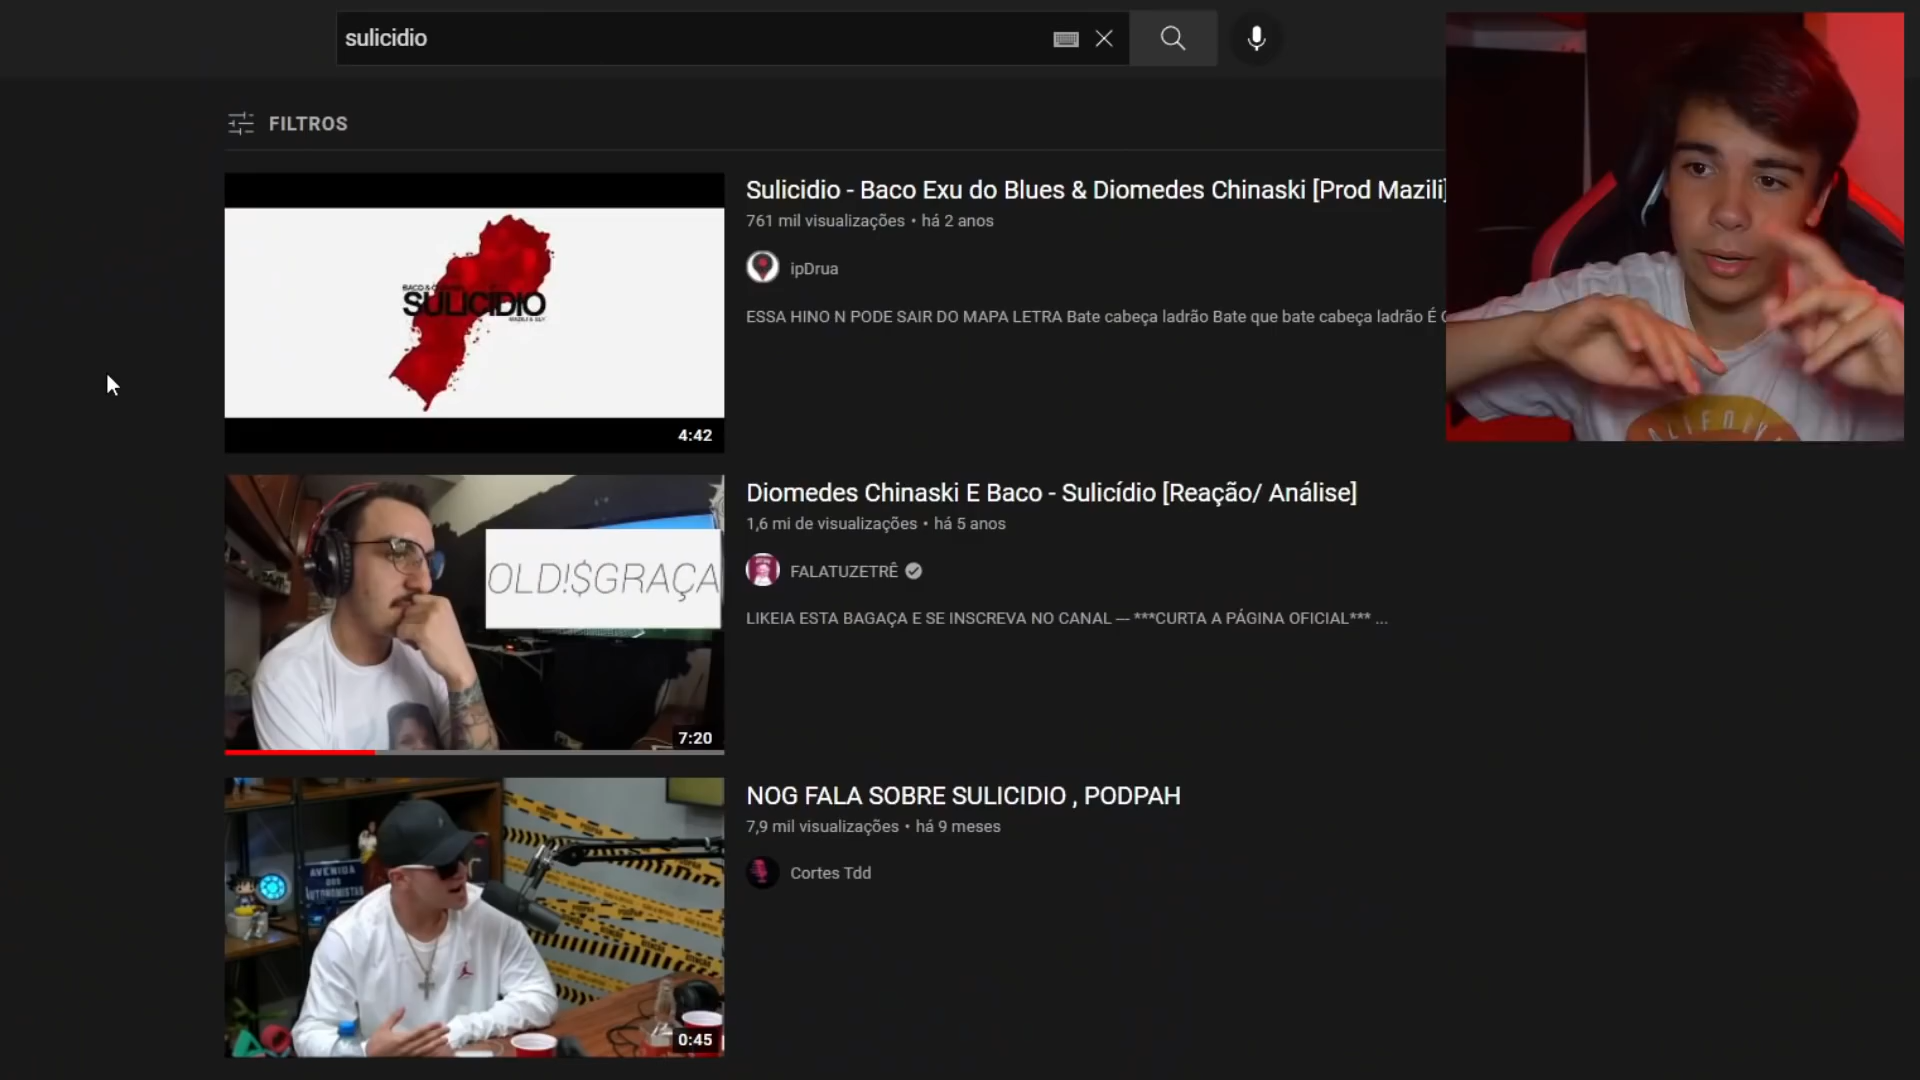 sulicidio
FILTROS
BACO &
SULICÍDIO
4:42
Sulicidio - Baco Exu do Blues & Diomedes Chinaski [Prod Mazili]
761 mil visualizações • há 2 anos
ipDrua
ESSA HINO N PODE SAIR DO MAPA LETRA Bate cabeça ladrão Bate que bate cabeça ladrão É
OLD!$GRAÇA
7:20
Diomedes Chinaski E Baco - Sulicídio [Reação/ Análise]
1,6 mi de visualizações • há 5 anos
FALATUZETRÊ
LIKEIA ESTA BAGAÇA E SE INSCREVA NO CANAL --- ***CURTA A PÁGINA OFICIAL*** ...
AVENIDA
DOS
AUTONOMISTAS
0:45
NOG FALA SOBRE SULICIDIO , PODPAH
7,9 mil visualizações • há 9 meses
Cortes Tdd